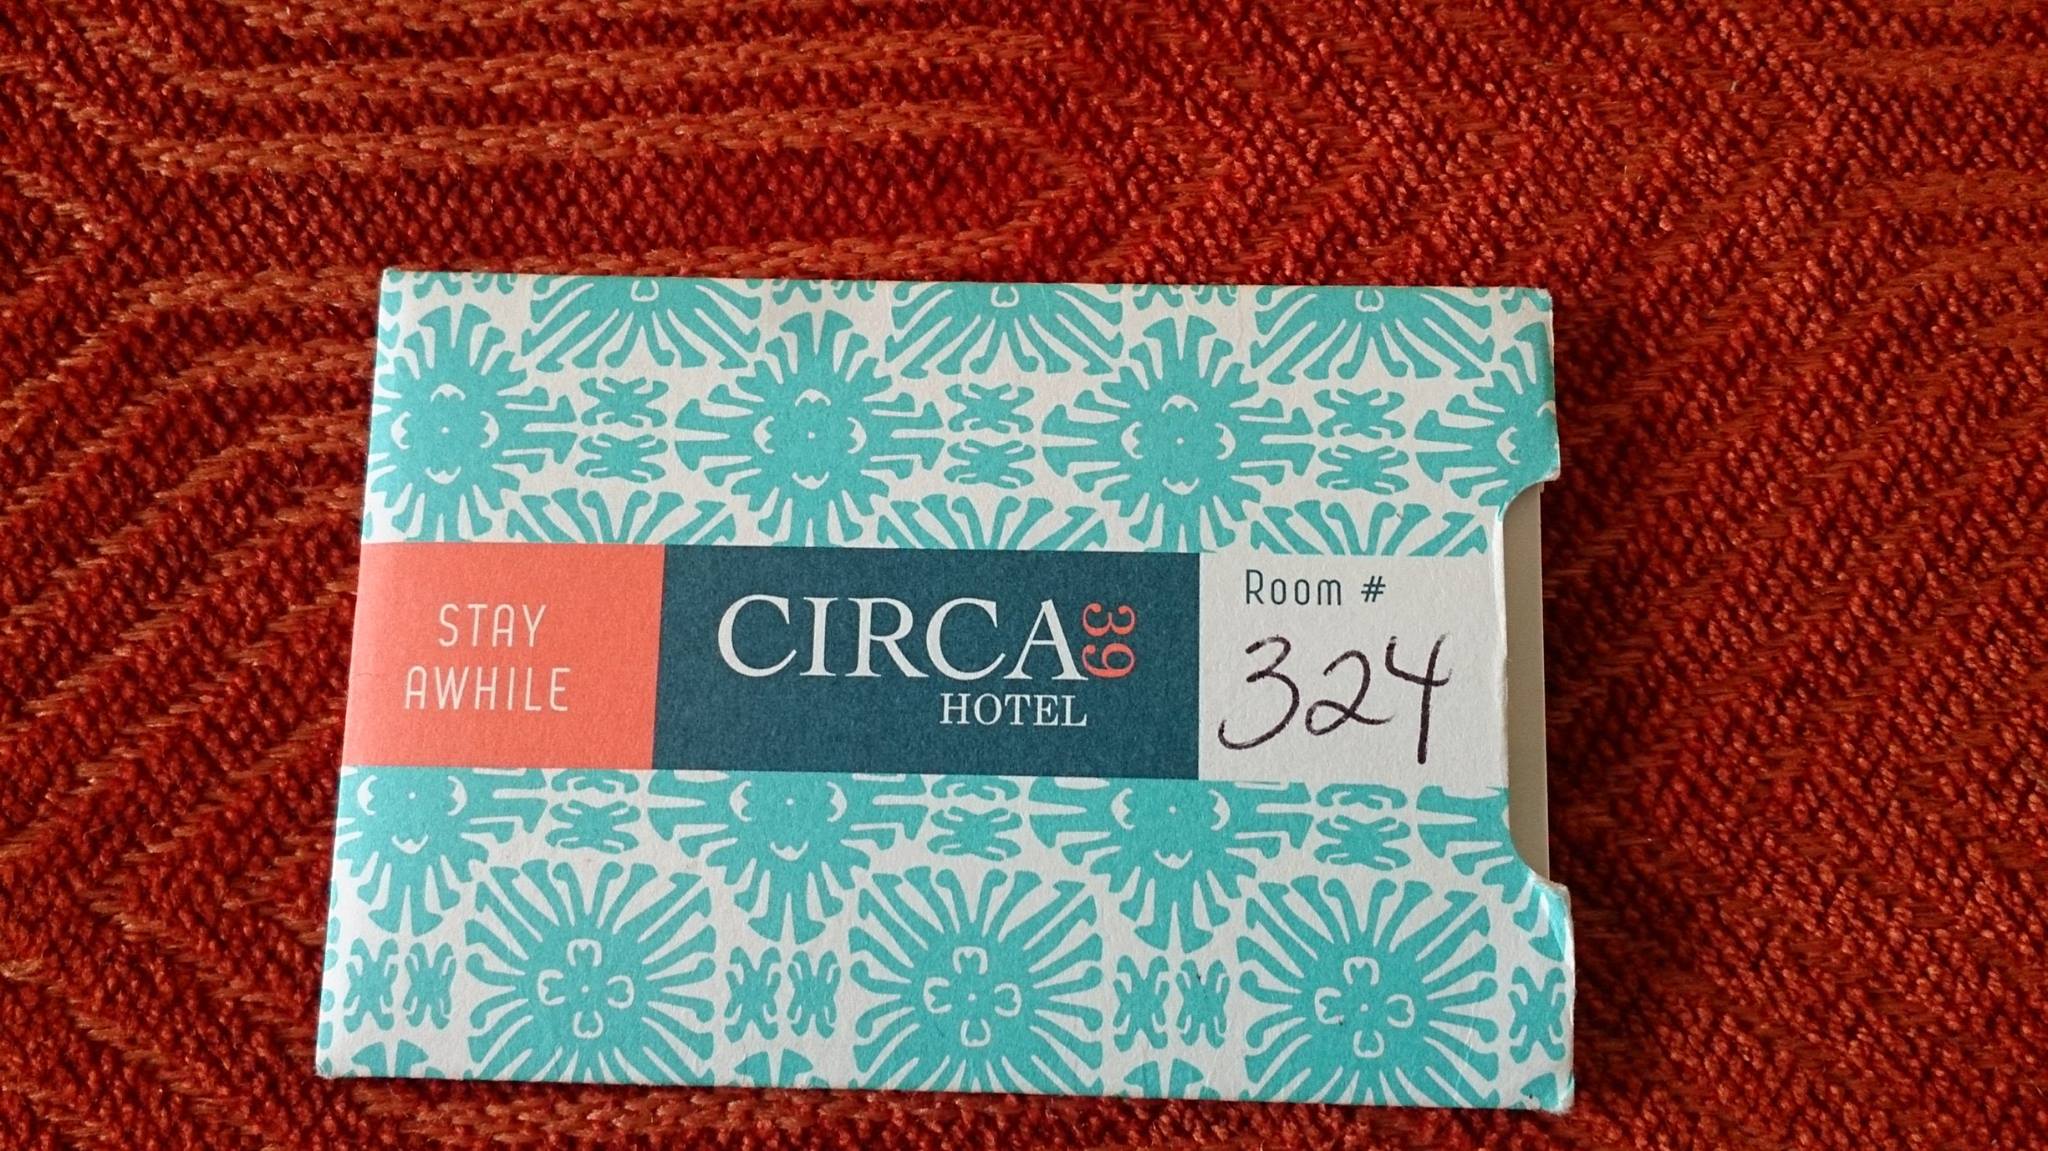 STAY
AWHILE
CIRCA 39
HOTEL
Room #
324